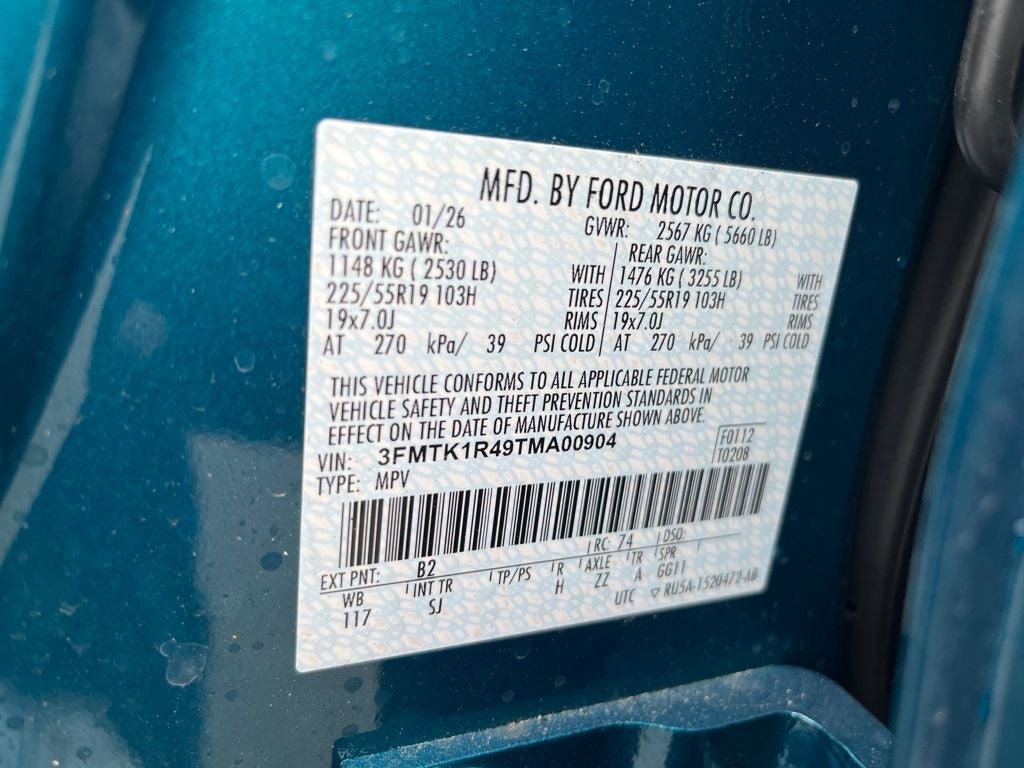 MFD. BY FORD MOTOR CO.
DATE: 01/26 GVWR: 2567 KG ( 5660 LB)
FRONT GAWR: REAR GAWR:
1148 KG ( 2530 LB) WITH 1476 KG ( 3255 LB) WITH
225/55R19 103H TIRES 225/55R19 103H TIRES
19x7.0J RIMS 19x7.0J RIMS
AT 270 kPa/ 39 PSI COLD AT 270 kPa/ 39 PSI COLD
THIS VEHICLE CONFORMS TO ALL APPLICABLE FEDERAL MOTOR
VEHICLE SAFETY AND THEFT PREVENTION STANDARDS IN
EFFECT ON THE DATE OF MANUFACTURE SHOWN ABOVE.
VIN: 3FMTK1R49TMA00904 F0112
TYPE: MPV T0208
EXT PNT: B2 RC: 74 DSO:
WB INT TR TP/PS R AXLE TR SPR
117 SJ H ZZ A GG11
UTC ▽ RU5A-1520472-AB